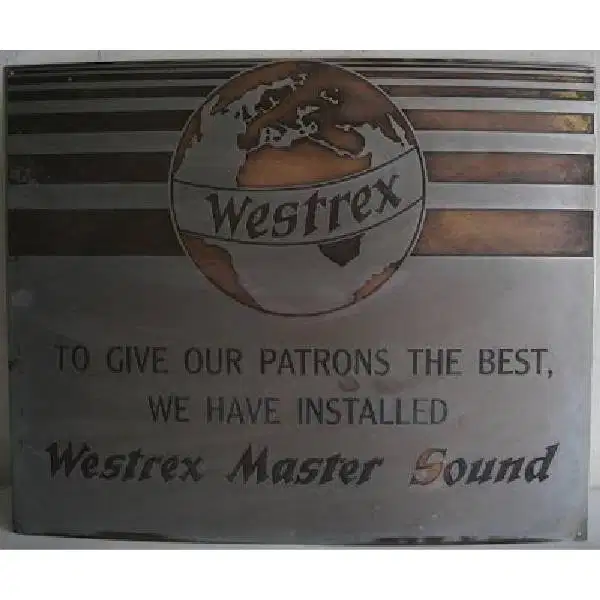 Westrex
TO GIVE OUR PATRONS THE BEST,
WE HAVE INSTALLED
Westrex Master Sound